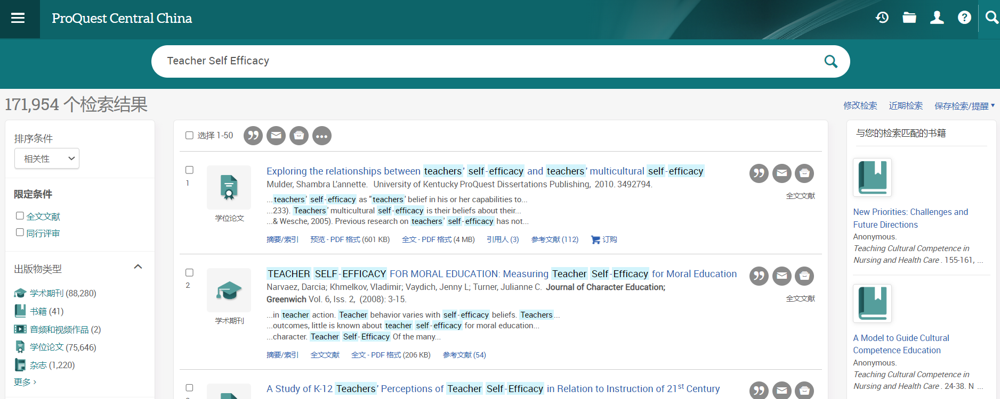 ProQuest Central China
Teacher Self Efficacy
171,954 个检索结果
修改检索 近期检索 保存检索/提醒
排序条件
相关性
限定条件
全文文献
同行评审
出版物类型
学术期刊 (88,280)
书籍 (41)
音频和视频作品 (2)
学位论文 (75,646)
杂志 (1,220)
更多 ›
选择 1-50
1
学位论文
Exploring the relationships between teachers' self-efficacy and teachers' multicultural self-efficacy
Mulder, Shambra L'annette. University of Kentucky ProQuest Dissertations Publishing, 2010. 3492794.
...teachers' self-efficacy as "teachers' belief in his or her capabilities to...
...233). Teachers' multicultural self-efficacy is their beliefs about their...
...& Wesche, 2005). Previous research on teachers' self-efficacy has not...
摘要/索引 预览 - PDF 格式 (601 KB) 全文 - PDF 格式 (4 MB) 引用人 (3) 参考文献 (112) 订购
全文文献
2
学术期刊
TEACHER SELF-EFFICACY FOR MORAL EDUCATION: Measuring Teacher Self-Efficacy for Moral Education
Narvaez, Darcia; Khmelkov, Vladimir; Vaydich, Jenny L; Turner, Julianne C. Journal of Character Education;
Greenwich Vol. 6, Iss. 2, (2008): 3-15.
...in teacher action. Teacher behavior varies with self-efficacy beliefs. Teachers...
...outcomes, little is known about teacher self-efficacy for moral education...
...character. Teacher Self-Efficacy Of the many...
摘要/索引 全文文献 全文 - PDF 格式 (206 KB) 参考文献 (54)
全文文献
A Study of K-12 Teachers' Perceptions of Teacher Self-Efficacy in Relation to Instruction of 21st Century
与您的检索匹配的书籍
New Priorities: Challenges and
Future Directions
Anonymous.
Teaching Cultural Competence in
Nursing and Health Care . 155-161, ...
A Model to Guide Cultural
Competence Education
Anonymous.
Teaching Cultural Competence in
Nursing and Health Care . 24-38. N ...